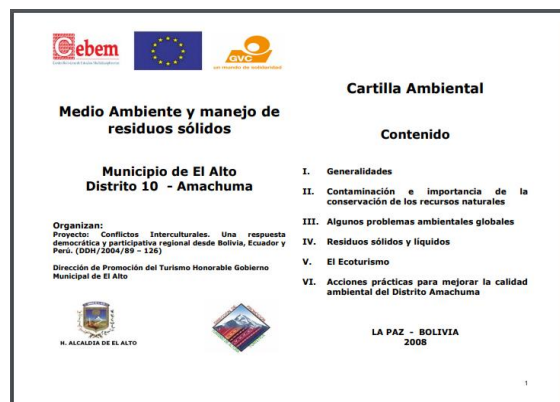 Cebem
avc
un mundo de solidaridad
Medio Ambiente y manejo de
residuos sólidos
Municipio de El Alto
Distrito 10 - Amachuma
Organizan:
Proyecto: Conflictos Interculturales. Una respuesta
democrática y participativa regional desde Bolivia, Ecuador y
Perú. (DDH/2004/89 – 126)
Dirección de Promoción del Turismo Honorable Gobierno
Municipal de El Alto
H. ALCALDIA DE EL ALTO
Cartilla Ambiental
Contenido
I. Generalidades
II. Contaminación e importancia de la
conservación de los recursos naturales
III. Algunos problemas ambientales globales
IV. Residuos sólidos y líquidos
V. El Ecoturismo
VI. Acciones prácticas para mejorar la calidad
ambiental del Distrito Amachuma
LA PAZ - BOLIVIA
2008
1